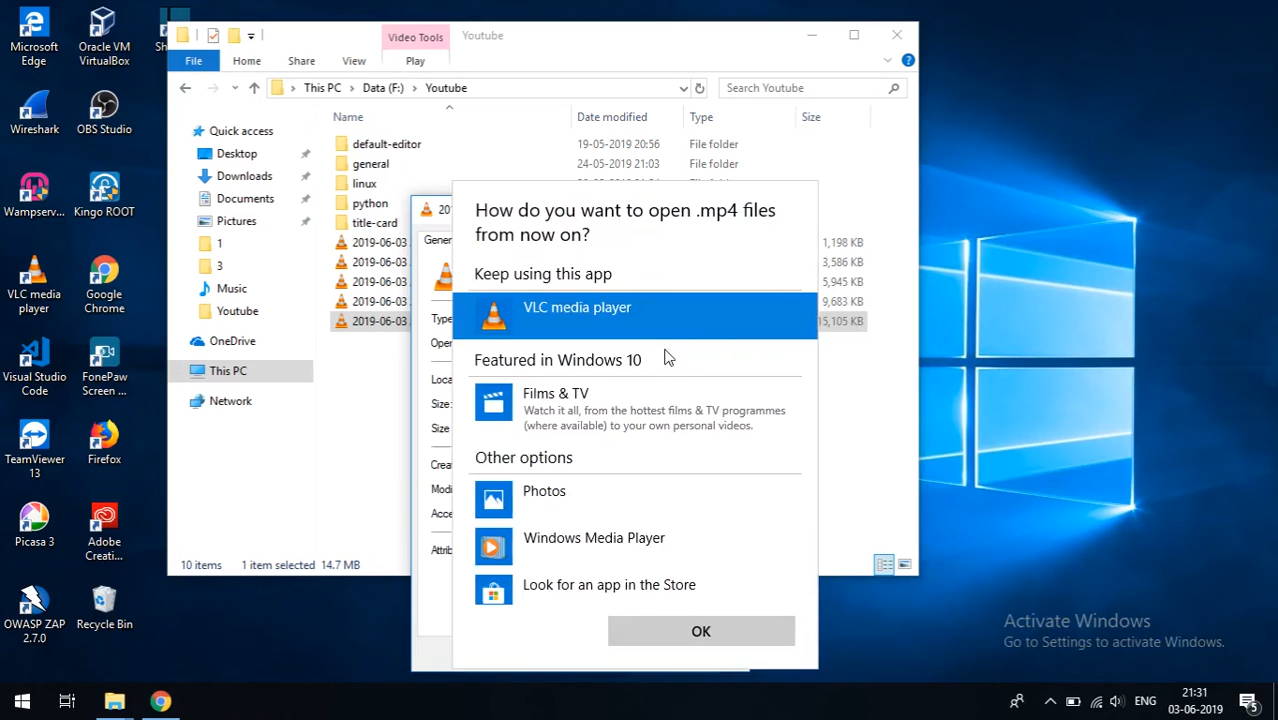 Microsoft
Edge
Oracle VM
VirtualBox
Wireshark
OBS Studio
Wampserv...
Kingo ROOT
VLC media
player
Google
Chrome
Visual Studio
Code
FonePaw
Screen ...
TeamViewer
13
Firefox
Picasa 3
Adobe
Creati...
OWASP ZAP
2.7.0
Recycle Bin
Video Tools
Youtube
File
Home
Share
View
Play
This PC
Data (F:)
Youtube
Search Youtube
Quick access
Desktop
Downloads
Documents
Pictures
1
3
Music
Youtube
OneDrive
This PC
Network
Name
Date modified
Type
Size
default-editor
19-05-2019 20:56
File folder
general
24-05-2019 21:03
File folder
linux
python
title-card
2019-06-03
1,198 KB
2019-06-03
3,586 KB
2019-06-03
5,945 KB
2019-06-03
9,683 KB
2019-06-03
15,105 KB
10 items
1 item selected 14.7 MB
How do you want to open .mp4 files
from now on?
Keep using this app
VLC media player
Featured in Windows 10
Films & TV
Watch it all, from the hottest films & TV programmes
(where available) to your own personal videos.
Other options
Photos
Windows Media Player
Look for an app in the Store
OK
Activate Windows
Go to Settings to activate Windows.
ENG
21:31
03-06-2019
5